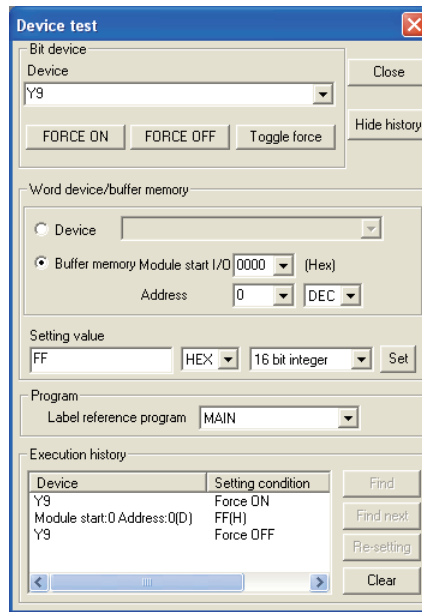 Device test
Bit device
Device
Close
Y9
FORCE ON FORCE OFF Toggle force
Hide history
Word device/buffer memory
Device
Buffer memory Module start I/O 0000 (Hex)
Address 0 DEC
Setting value
FF HEX 16 bit integer Set
Program
Label reference program MAIN
Execution history
Device Setting condition
Y9 Force ON
Module start:0 Address:0(D) FF(H)
Y9 Force OFF
Find
Find next
Re-setting
Clear